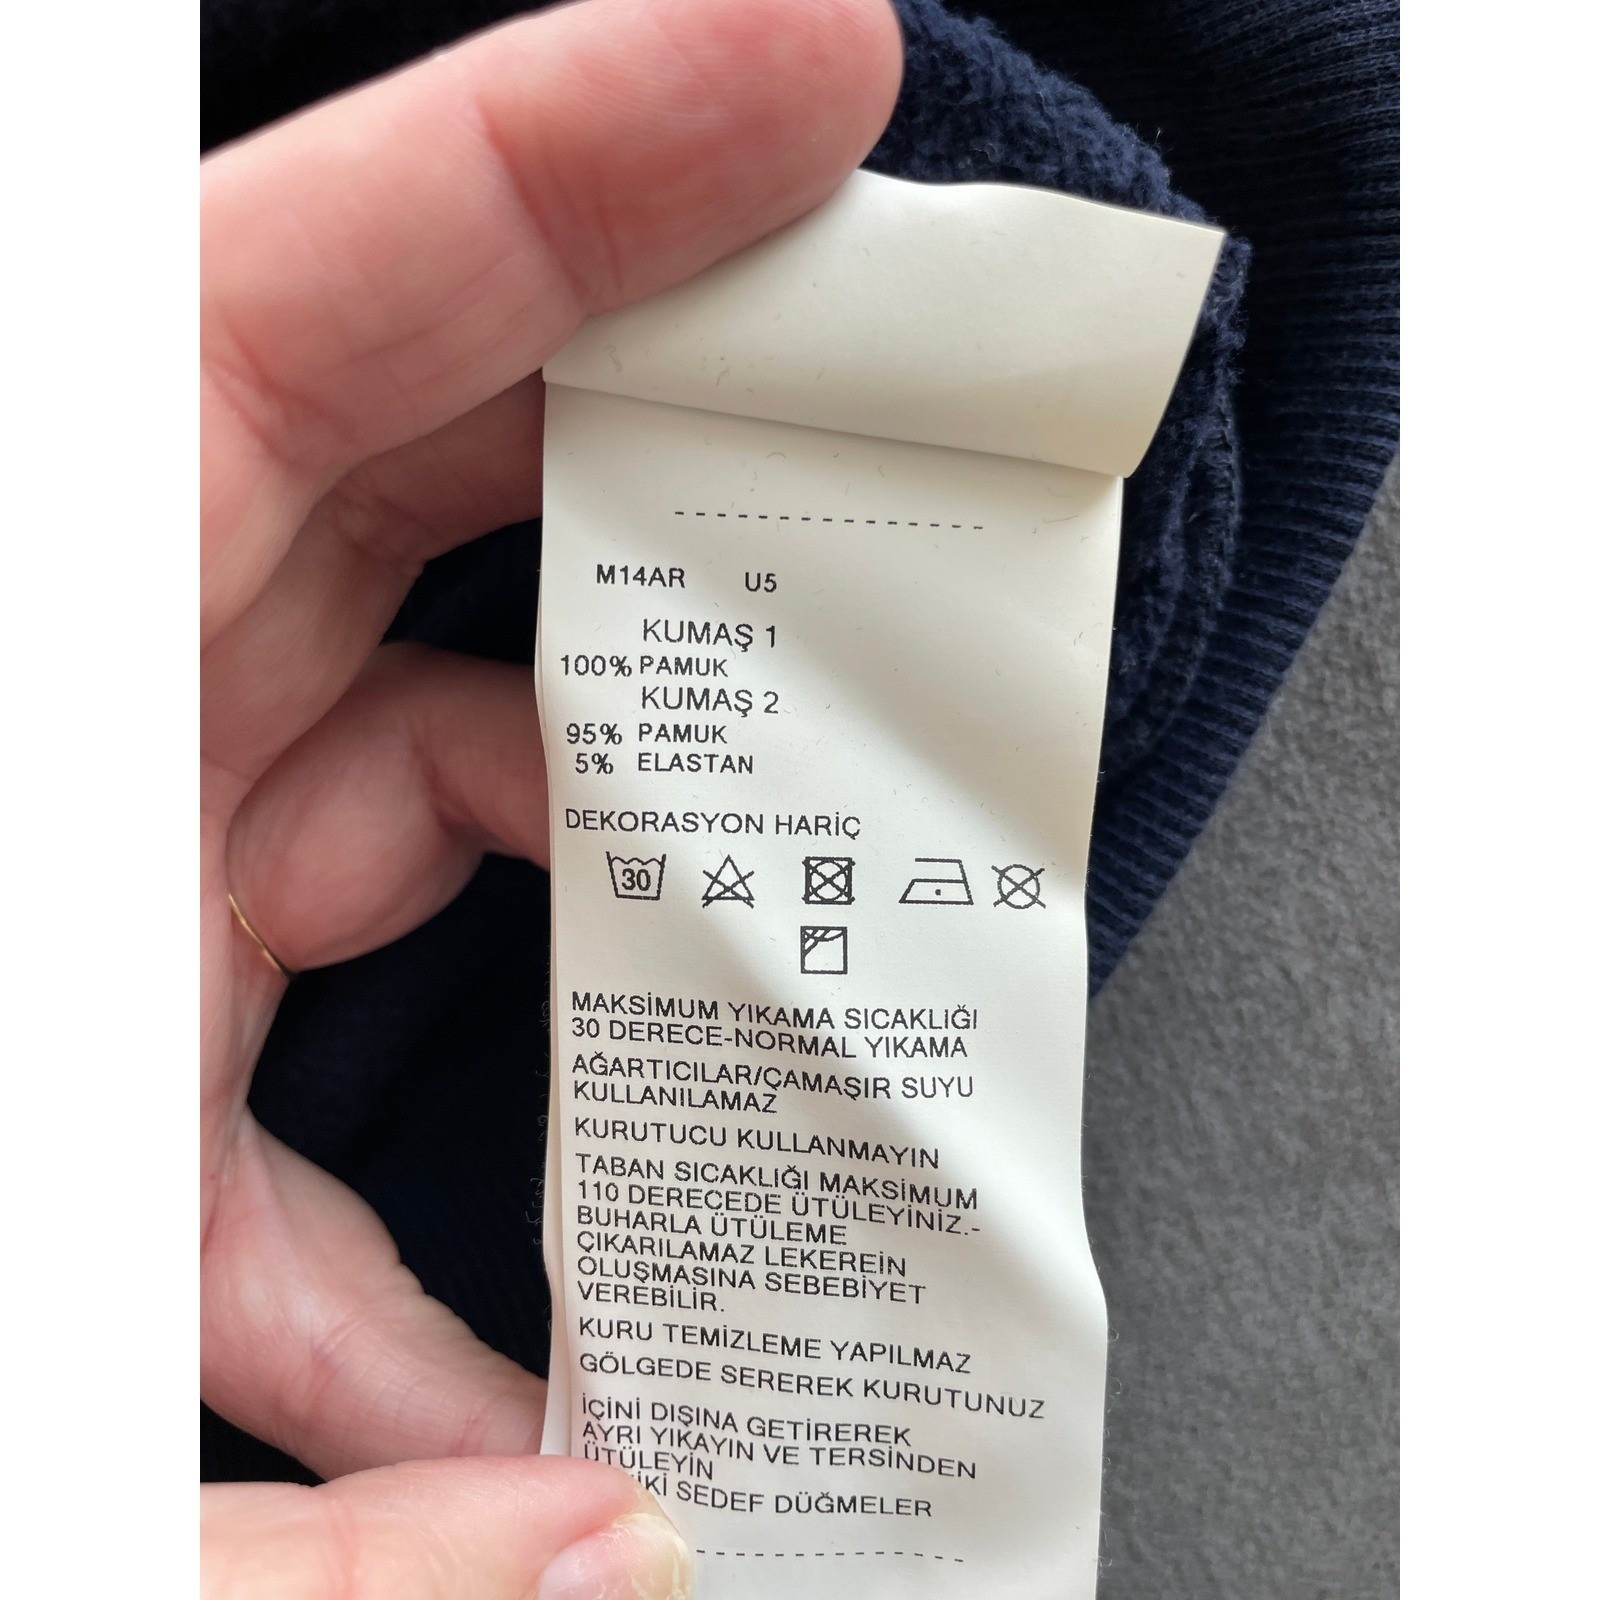 M14AR U5
KUMAŞ 1
100% PAMUK
KUMAŞ 2
95% PAMUK
5% ELASTAN
DEKORASYON HARİÇ
30
MAKSİMUM YIKAMA SICAKLIĞI
30 DERECE-NORMAL YIKAMA
AĞARTICILAR/ÇAMAŞIR SUYU
KULLANILAMAZ
KURUTUCU KULLANMAYIN
TABAN SICAKLIĞI MAKSİMUM
110 DERECEDE ÜTÜLEYİNİZ.-
BUHARLA ÜTÜLEME
ÇIKARILAMAZ LEKEREİN
OLUŞMASINA SEBEBİYET
VEREBİLİR.
KURU TEMİZLEME YAPILMAZ
GÖLGEDE SEREREK KURUTUNUZ
İÇİNİ DIŞINA GETİREREK
AYRI YIKAYIN VE TERSİNDEN
ÜTÜLEYİN
SEDEF DÜĞMELER